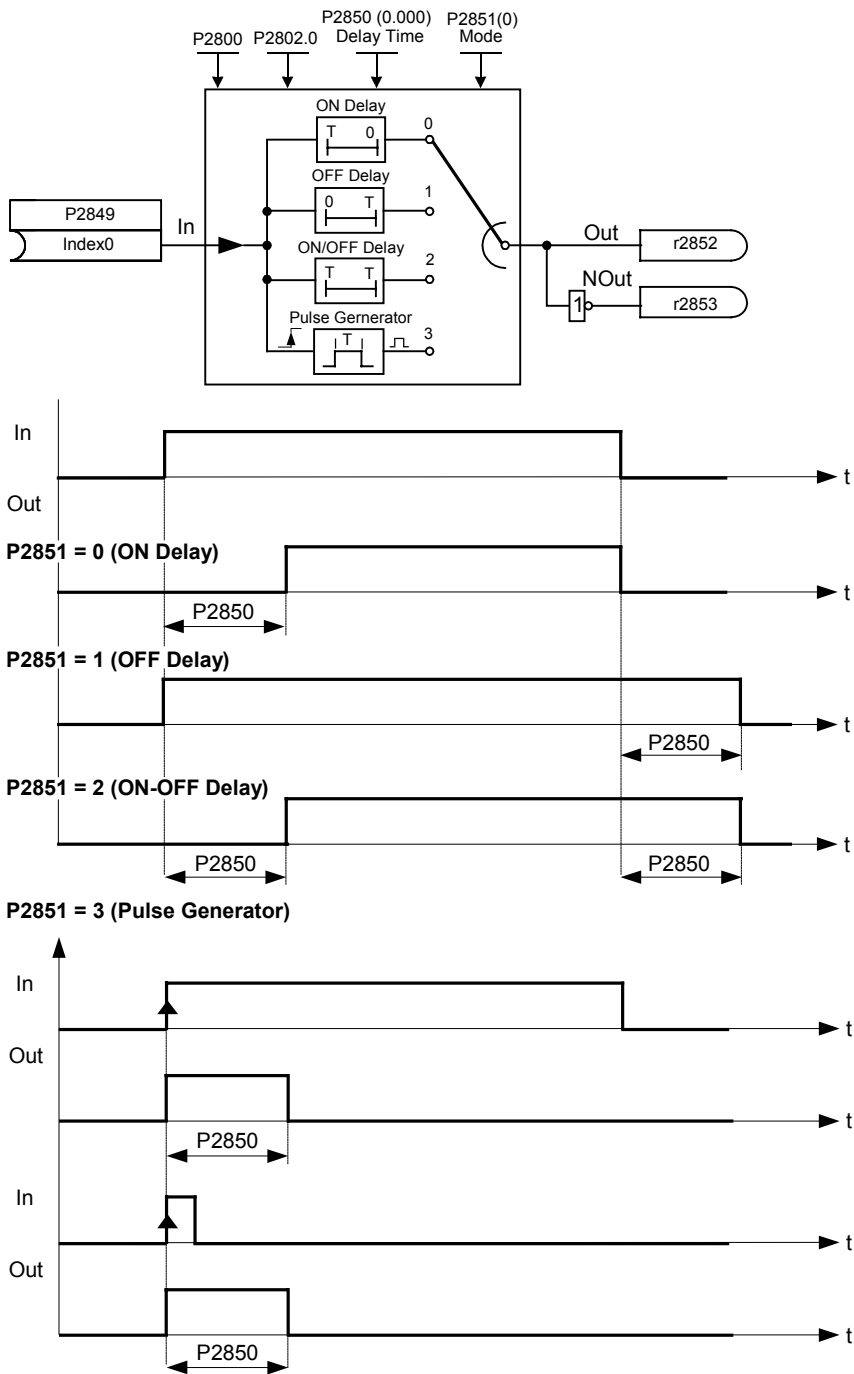 P2800 P2802.0 P2850 (0.000) P2851(0)
Delay Time Mode
ON Delay
T 0 0
OFF Delay
0 T 1
P2849
Index0 In
ON/OFF Delay
T T 2
Out r2852
NOut
1 r2853
Pulse Gernerator
T 3
In
t
Out
P2851 = 0 (ON Delay)
t
P2850
P2851 = 1 (OFF Delay)
t
P2850
P2851 = 2 (ON-OFF Delay)
t
P2850 P2850
P2851 = 3 (Pulse Generator)
In
t
Out
t
P2850
In
t
Out
t
P2850